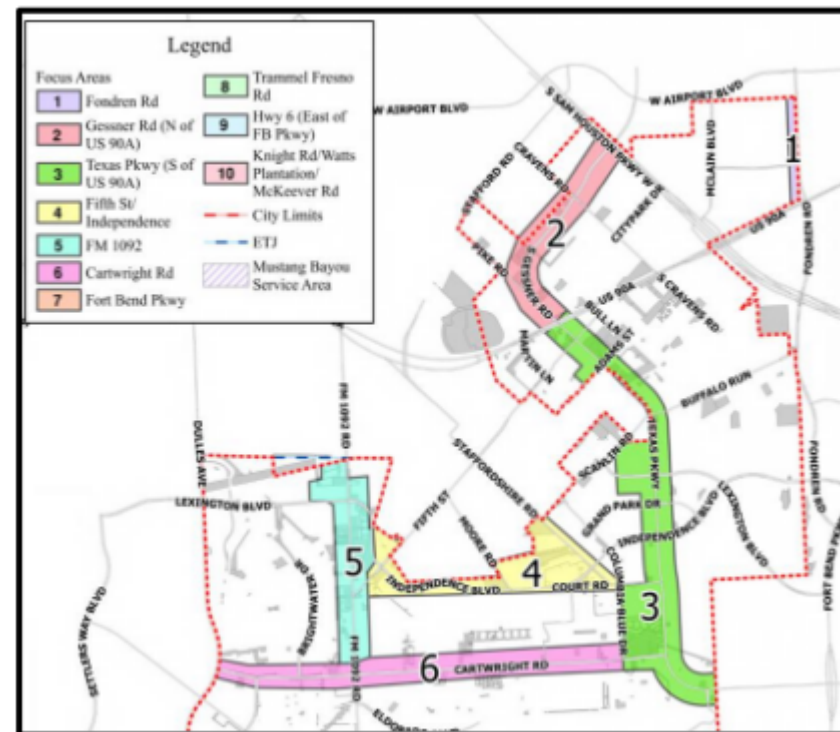 Legend
Focus Areas
1 Fondren Rd
2 Gessner Rd (N of
US 90A)
3 Texas Pkwy (S of
US 90A)
4 Fifth St/
Independence
5 FM 1092
6 Cartwright Rd
7 Fort Bend Pkwy
8 Trammel Fresno
Rd
9 Hwy 6 (East of
FB Pkwy)
10 Knight Rd/Watts
Plantation/
McKeever Rd
City Limits
ETJ
Mustang Bayou
Service Area
W AIRPORT BLVD
W AIRPORT BLVD
S SAM HOUSTON PKWY W DR
MCLAIN BLVD
1
CRAVENS RD
STAFFORD RD
CITYPARK DR
2
US 90A
FONDREN RD
PIKE RD
S GESSNER RD
US 90A
S CRAVENS RD
BULL LN
ADAMS ST
MARTIN LN
BUFFALO RUN
FM 1092 RD
DULLES AVE
TEXAS PKWY
STAFFORDSHIRE RD
SCANLIN RD
FONDREN RD
LEXINGTON BLVD
FIFTH ST
MOORE RD
GRAND PARK DR
INDEPENDENCE BLVD
LEXINGTON BLVD
5
4
INDEPENDENCE BLVD
COURT RD
COLUMBIA BLUE DR
3
BRIGHTWATER DR
SETTLERS WAY BLVD
FM 1092 RD
6
CARTWRIGHT RD